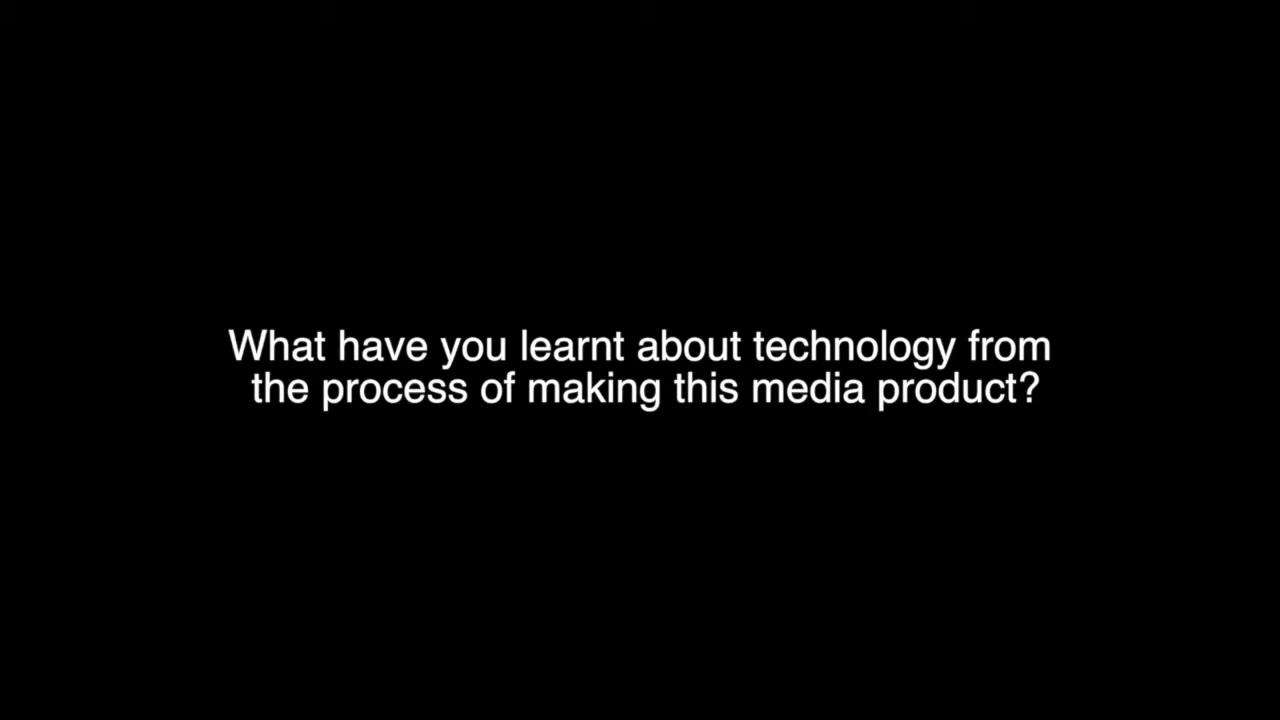 What have you learnt about technology from
the process of making this media product?